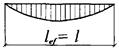 l_ef = l